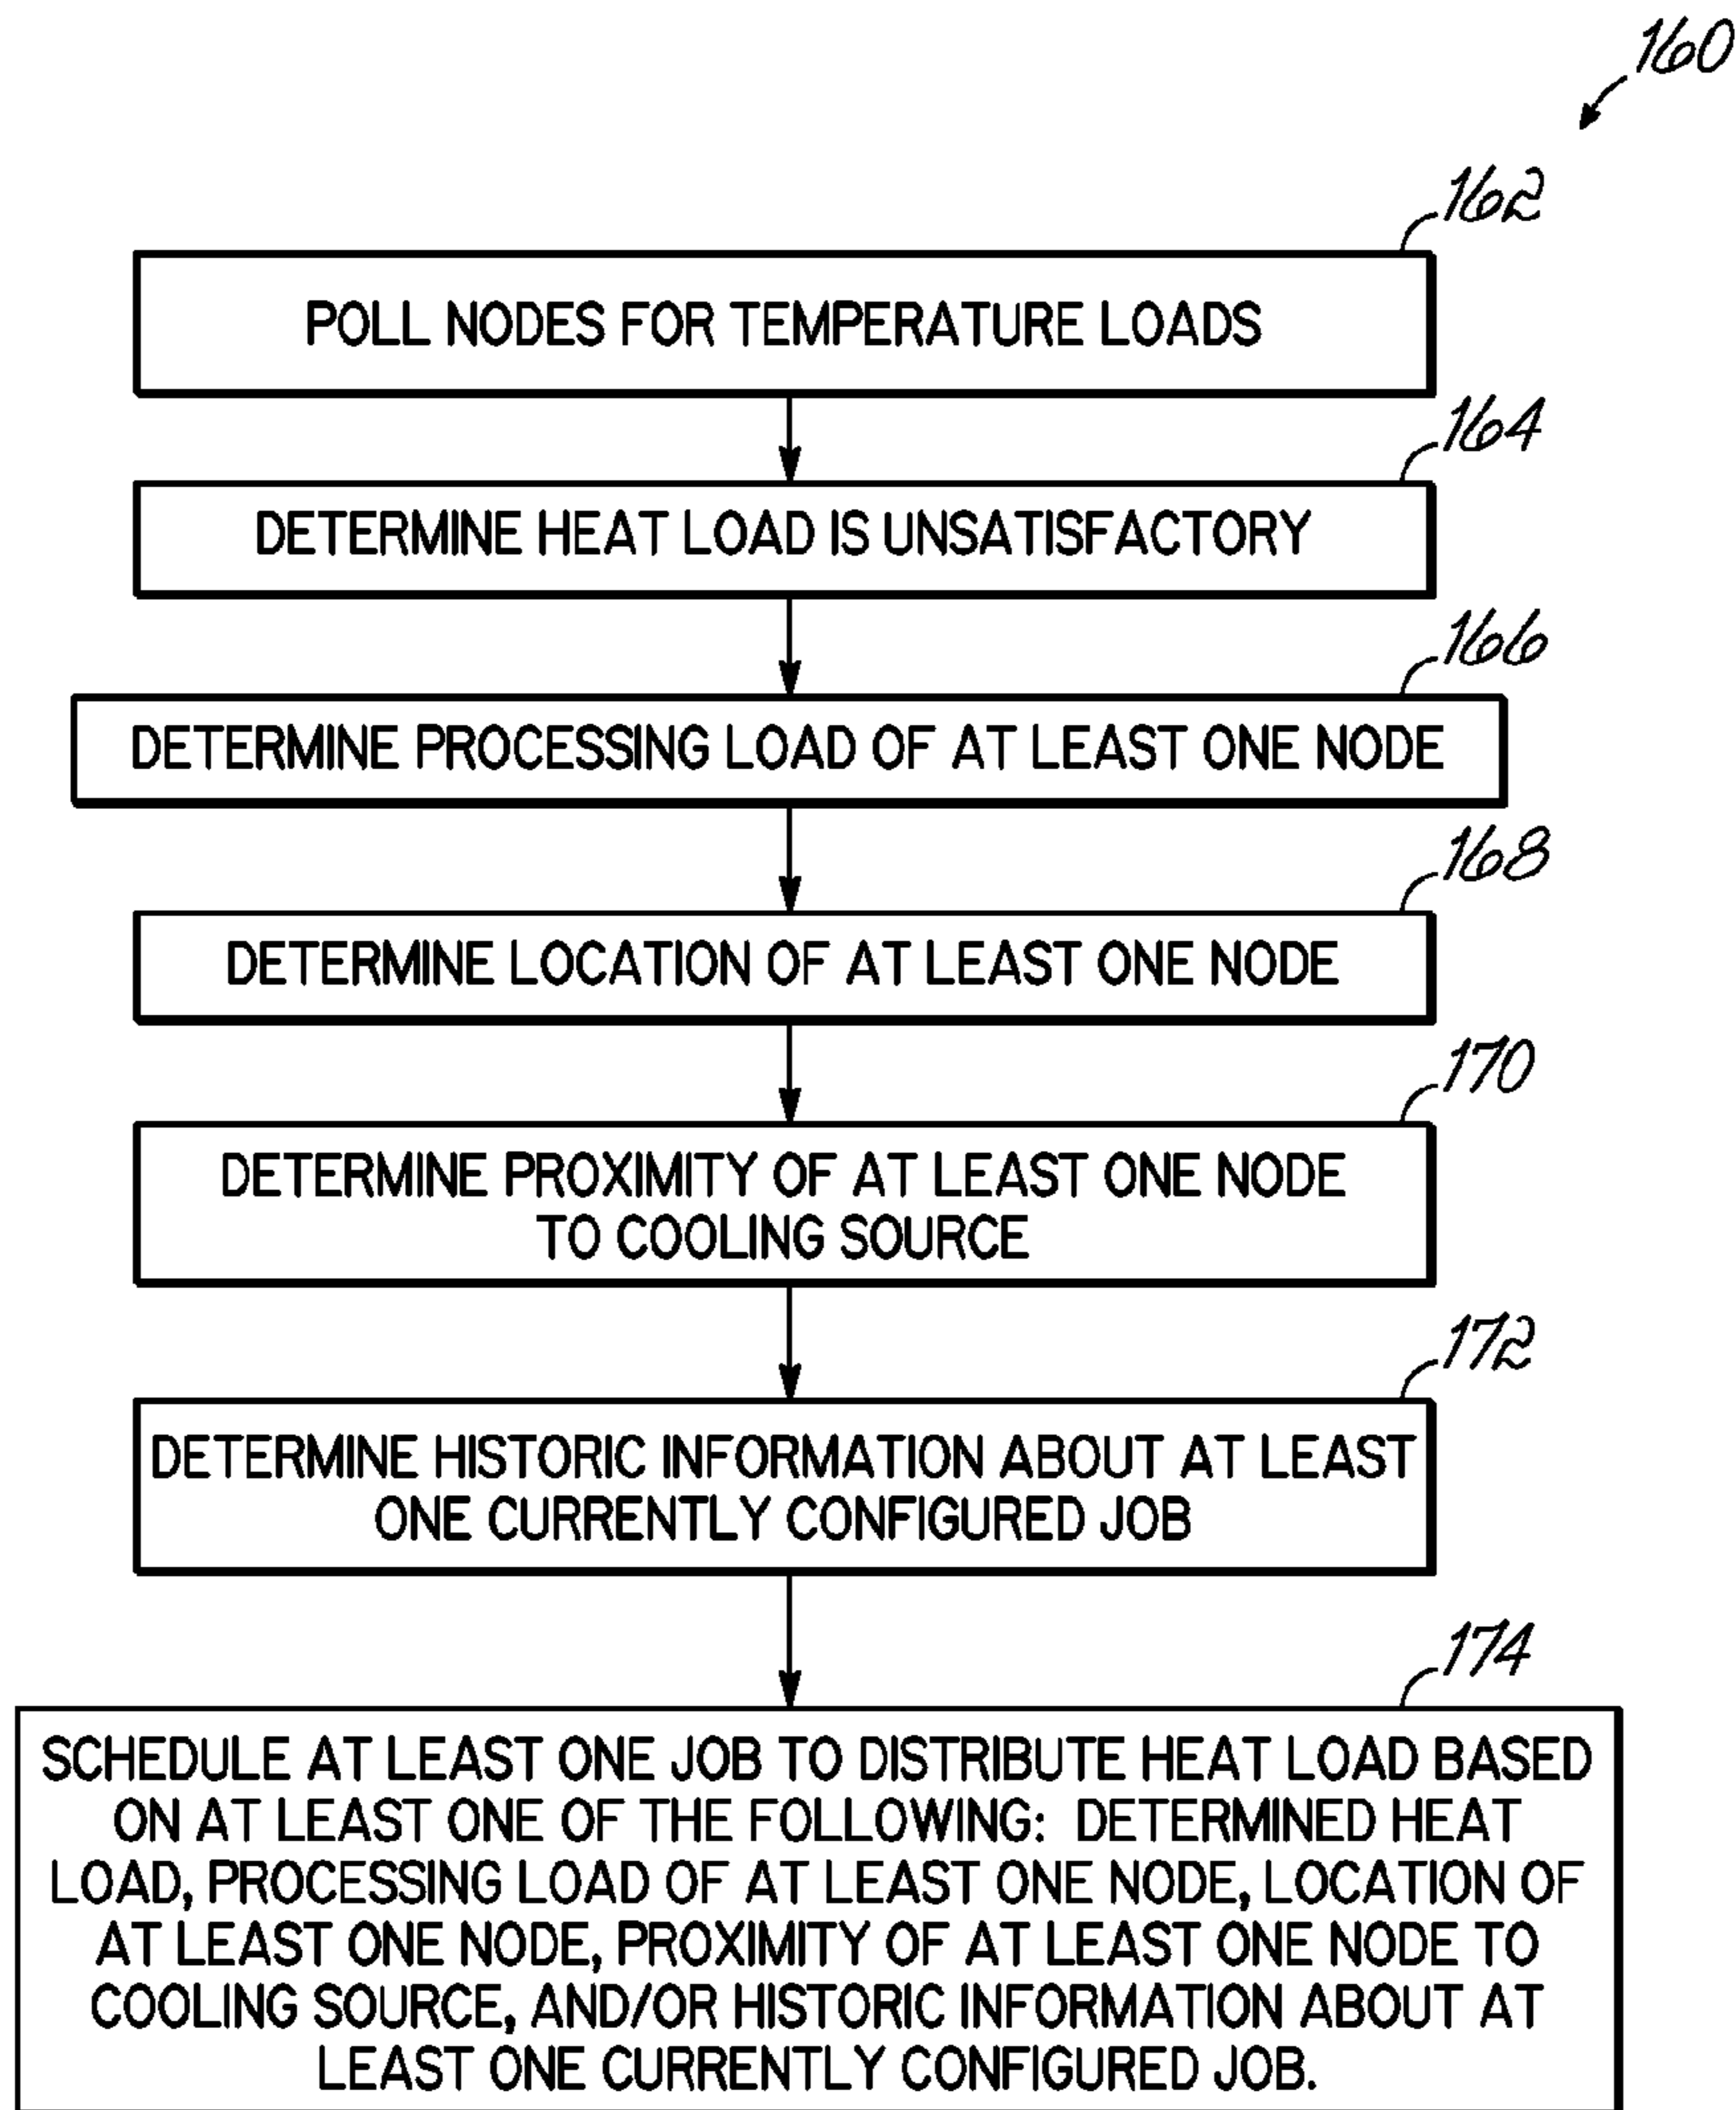 160
162
POLL NODES FOR TEMPERATURE LOADS
164
DETERMINE HEAT LOAD IS UNSATISFACTORY
166
DETERMINE PROCESSING LOAD OF AT LEAST ONE NODE
168
DETERMINE LOCATION OF AT LEAST ONE NODE
170
DETERMINE PROXIMITY OF AT LEAST ONE NODE
TO COOLING SOURCE
172
DETERMINE HISTORIC INFORMATION ABOUT AT LEAST
ONE CURRENTLY CONFIGURED JOB
174
SCHEDULE AT LEAST ONE JOB TO DISTRIBUTE HEAT LOAD BASED
ON AT LEAST ONE OF THE FOLLOWING: DETERMINED HEAT
LOAD, PROCESSING LOAD OF AT LEAST ONE NODE, LOCATION OF
AT LEAST ONE NODE, PROXIMITY OF AT LEAST ONE NODE TO
COOLING SOURCE, AND/OR HISTORIC INFORMATION ABOUT AT
LEAST ONE CURRENTLY CONFIGURED JOB.